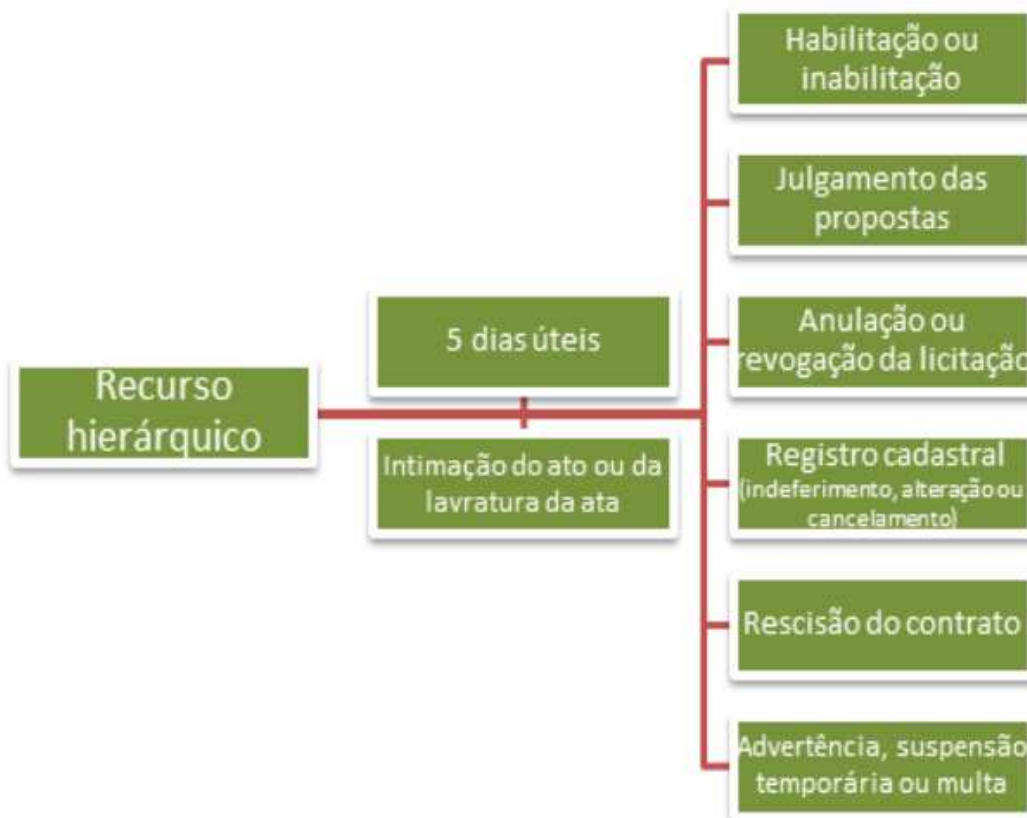 Recurso
hierárquico
5 dias úteis
Intimação do ato ou da
lavratura da ata
Habilitação ou
inabilitação
Julgamento das
propostas
Anulação ou
revogação da licitação
Registro cadastral
(indeferimento, alteração ou
cancelamento)
Rescisão do contrato
Advertência, suspensão
temporária ou multa